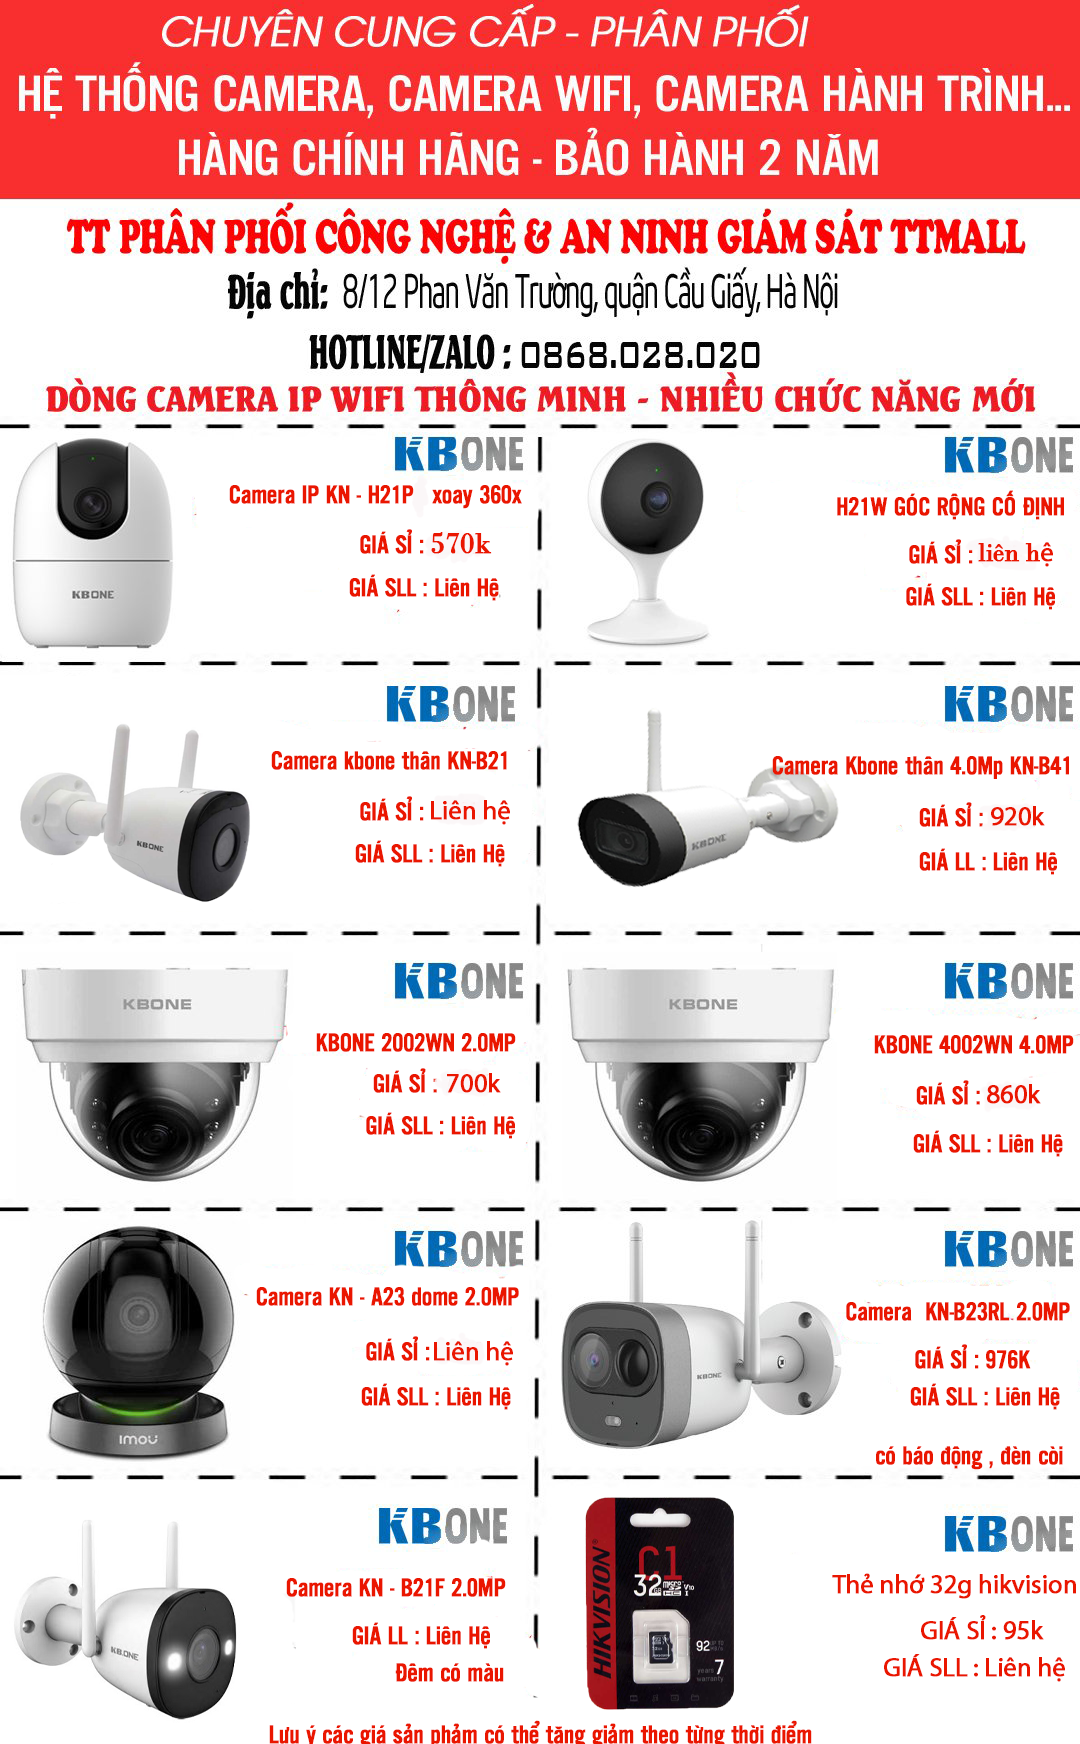 CHUYÊN CUNG CẤP - PHÂN PHỐI
HỆ THỐNG CAMERA, CAMERA WIFI, CAMERA HÀNH TRÌNH...
HÀNG CHÍNH HÃNG - BẢO HÀNH 2 NĂM
TT PHÂN PHỐI CÔNG NGHỆ & AN NINH GIÁM SÁT TTMALL
Địa chỉ: 8/12 Phan Văn Trường, quận Cầu Giấy, Hà Nội
HOTLINE/ZALO : 0868.028.020
DÒNG CAMERA IP WIFI THÔNG MINH - NHIỀU CHỨC NĂNG MỚI
KBONE
Camera IP KN - H21P xoay 360x
GIÁ SỈ : 570k
GIÁ SLL : Liên Hệ
KBONE
KBONE
H21W GÓC RỘNG CỐ ĐỊNH
GIÁ SỈ : liên hệ
GIÁ SLL : Liên Hệ
KBONE
Camera kbone thân KN-B21
GIÁ SỈ : Liên hệ
GIÁ SLL : Liên Hệ
KBONE
KBONE
Camera Kbone thân 4.0Mp KN-B41
GIÁ SỈ : 920k
GIÁ LL : Liên Hệ
KBONE
KBONE
KBONE
KBONE 2002WN 2.0MP
GIÁ SỈ : 700k
GIÁ SLL : Liên Hệ
KBONE
KBONE
KBONE 4002WN 4.0MP
GIÁ SỈ : 860k
GIÁ SLL : Liên Hệ
KBONE
Camera KN - A23 dome 2.0MP
GIÁ SỈ :Liên hệ
GIÁ SLL : Liên Hệ
imou
KBONE
Camera KN-B23RL 2.0MP
GIÁ SỈ : 976K
GIÁ SLL : Liên Hệ
KBONE
có báo động , đèn còi
KBONE
Camera KN - B21F 2.0MP
GIÁ LL : Liên Hệ
Đêm có màu
KBONE
HIKVISION
C1
32
V10
92
7
years
warranty
KBONE
Thẻ nhớ 32g hikvision
GIÁ SỈ : 95k
GIÁ SLL : Liên hệ
Lưu ý các giá sản phẩm có thể tăng giảm theo từng thời điểm